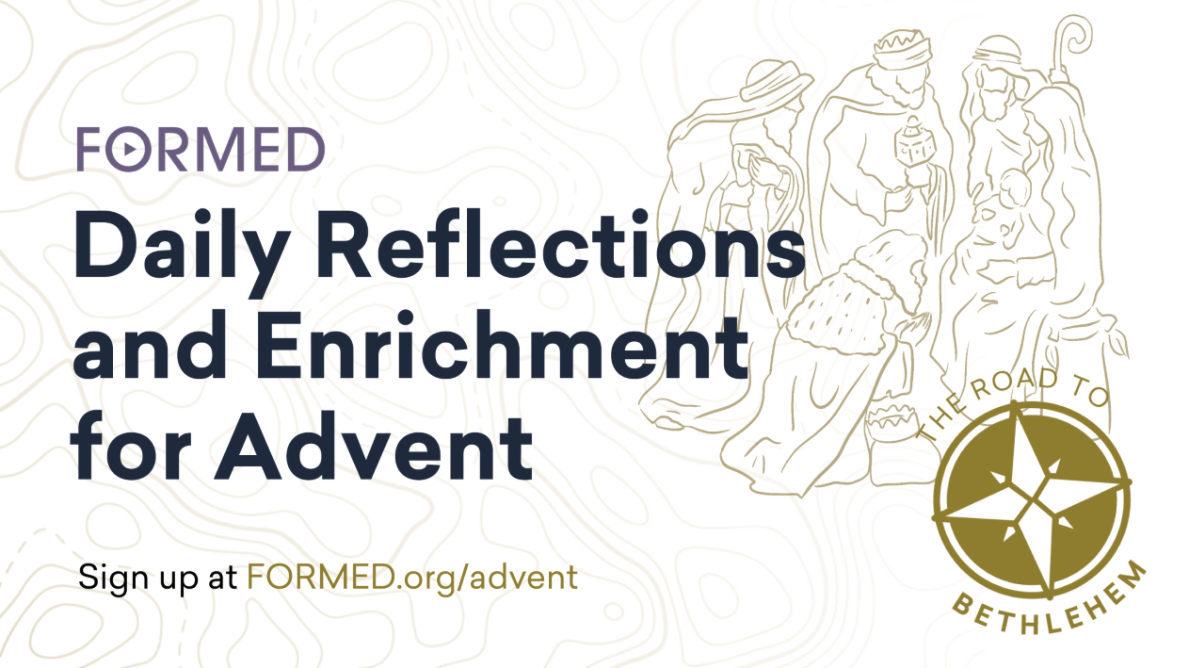 FORMED
Daily Reflections
and Enrichment
for Advent
Sign up at FORMED.org/advent
THE ROAD TO
BETHLEHEM